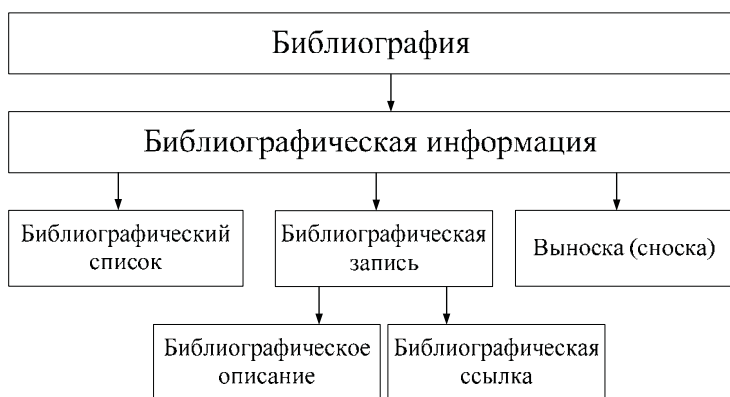 Библиография
Библиографическая информация
Библиографический
список
Библиографическая
запись
Выноска (сноска)
Библиографическое
описание
Библиографическая
ссылка